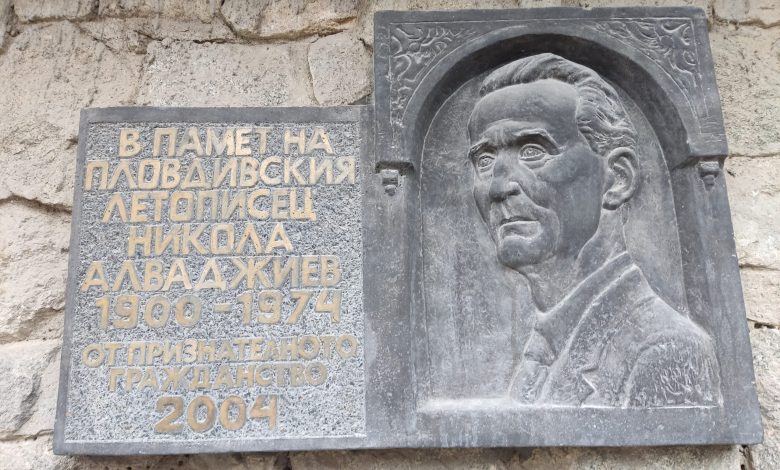 В ПАМЕТ НА
ПЛОВДИВСКИЯ
ЛЕТОПИСЕЦ
НИКОЛА
АЛВАДЖИЕВ
1900 - 1974
ОТ ПРИЗНАТЕЛНОТО
ГРАЖДАНСТВО
2004